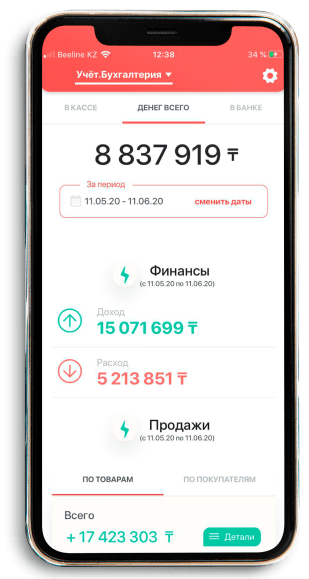 Beeline KZ 12:38 34 %
Учёт.Бухгалтерия
В КАССЕ ДЕНЕГ ВСЕГО В БАНКЕ
8 837 919 ₸
За период
11.05.20 - 11.06.20 сменить даты
Финансы
(с 11.05.20 по 11.06.20)
Доход
15 071 699 ₸
Расход
5 213 851 ₸
Продажи
(с 11.05.20 по 11.06.20)
ПО ТОВАРАМ ПО ПОКУПАТЕЛЯМ
Всего
+ 17 423 303 ₸ Детали